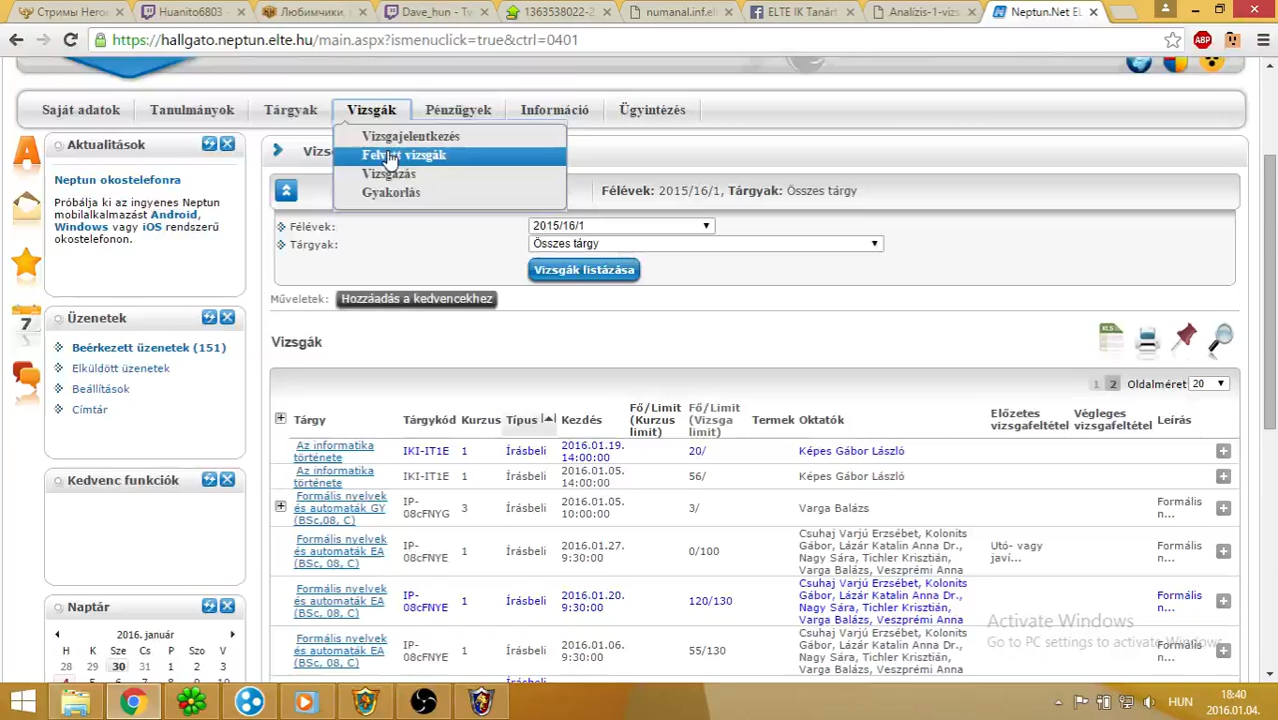 Стримы Hero
Huanito6803
Любимчики,
Dave_hun - Tw
1363538022-2
numanal.inf.el
ELTE IK Tanárt
Analízis-1-vizs
Neptun.Net EL
https://hallgato.neptun.elte.hu/main.aspx?ismenuclick=true&ctrl=0401
ABP
Saját adatok Tanulmányok Tárgyak Vizsgák Pénzügyek Információ Ügyintézés
Vizsgajelentkezés
Felvett vizsgák
Vizsgázás
Gyakorlás
Aktualitások
Neptun okostelefonra
Próbálja ki az ingyenes Neptun
mobilalkalmazást Android,
Windows vagy iOS rendszerű
okostelefonon.
Üzenetek
Beérkezett üzenetek (151)
Elküldött üzenetek
Beállítások
Címtár
Kedvenc funkciók
Naptár
2016. január
H K Sze Cs P Szo V
28 29 30 31 1 2 3
7
Vizs
Félévek: 2015/16/1, Tárgyak: Összes tárgy
Félévek: 2015/16/1
Tárgyak: Összes tárgy
Vizsgák listázása
Műveletek: Hozzáadás a kedvencekhez
Vizsgák
XLS
1 2 Oldalméret 20
Tárgy Tárgykód Kurzus Típus Kezdés Fő/Limit (Kurzus limit) Fő/Limit (Vizsga limit) Termek Oktatók Előzetes vizsgafeltétel Végleges vizsgafeltétel Leírás
Az informatika története IKI-IT1E 1 Írásbeli 2016.01.19. 14:00:00 20/ Képes Gábor László
Az informatika története IKI-IT1E 1 Írásbeli 2016.01.05. 14:00:00 56/ Képes Gábor László
Formális nyelvek és automaták GY (BSc,08, C) IP-08cFNYG 3 Írásbeli 2016.01.05. 10:00:00 3/ Varga Balázs Formális n...
Formális nyelvek és automaták EA (BSc, 08, C) IP-08cFNYE 1 Írásbeli 2016.01.27. 9:30:00 0/100 Csuhaj Varjú Erzsébet, Kolonits Gábor, Lázár Katalin Anna Dr., Nagy Sára, Tichler Krisztián, Varga Balázs, Veszprémi Anna Utó- vagy javí... Formális n...
Formális nyelvek és automaták EA (BSc, 08, C) IP-08cFNYE 1 Írásbeli 2016.01.20. 9:30:00 120/130 Csuhaj Varjú Erzsébet, Kolonits Gábor, Lázár Katalin Anna Dr., Nagy Sára, Tichler Krisztián, Varga Balázs, Veszprémi Anna Formális n...
Formális nyelvek és automaták EA IP-08cFNYE 1 Írásbeli 2016.01.06. 9:30:00 55/130 Csuhaj Varjú Erzsébet, Kolonits Gábor, Lázár Katalin Anna Dr., Nagy Sára, Tichler Krisztián, Varga Balázs, Veszprémi Anna Formális n...
Activate Windows
Go to PC settings to activate Windows.
HUN
18:40
2016.01.04.